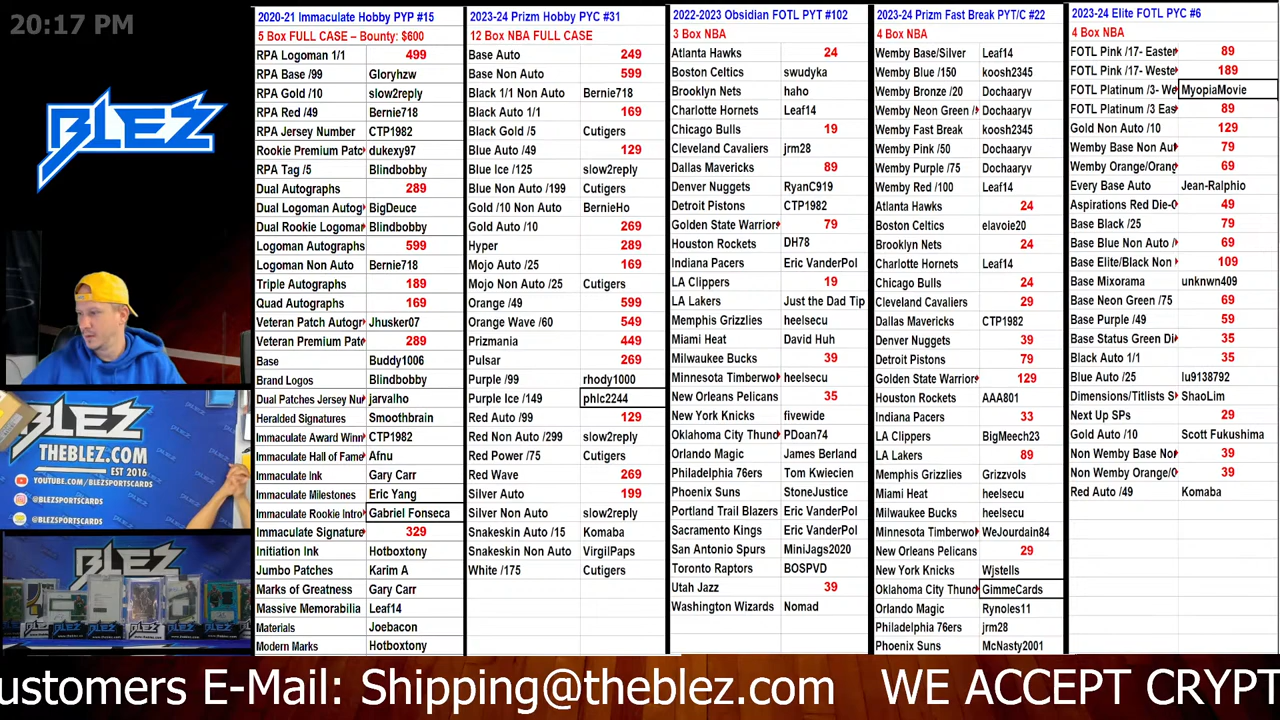 20:17 PM
BLEZ
BLEZ
THEBLEZ.COM
EST 2016
YOUTUBE.COM/BLEZSPORTSCARDS
@BLEZSPORTSCARDS
@BLEZSPORTSCARDS
BLEZ
2020-21 Immaculate Hobby PYP #15
5 Box FULL CASE – Bounty: $600
RPA Logoman 1/1 499
RPA Base /99 Gloryhzw
RPA Gold /10 slow2reply
RPA Red /49 Bernie718
RPA Jersey Number CTP1982
Rookie Premium Patc dukexy97
RPA Tag /5 Blindbobby
Dual Autographs 289
Dual Logoman Autog BigDeuce
Dual Rookie Logoma Blindbobby
Logoman Autographs 599
Logoman Non Auto Bernie718
Triple Autographs 189
Quad Autographs 169
Veteran Patch Autogr Jhusker07
Veteran Premium Pat 289
Base Buddy1006
Brand Logos Blindbobby
Dual Patches Jersey Nu jarvalho
Heralded Signatures Smoothbrain
Immaculate Award Winn CTP1982
Immaculate Hall of Fame Afnu
Immaculate Ink Gary Carr
Immaculate Milestones Eric Yang
Immaculate Rookie Intro Gabriel Fonseca
Immaculate Signature 329
Initiation Ink Hotboxtony
Jumbo Patches Karim A
Marks of Greatness Gary Carr
Massive Memorabilia Leaf14
Materials Joebacon
Modern Marks Hotboxtony
2023-24 Prizm Hobby PYC #31
12 Box NBA FULL CASE
Base Auto 249
Base Non Auto 599
Black 1/1 Non Auto Bernie718
Black Auto 1/1 169
Black Gold /5 Cutigers
Blue Auto /49 129
Blue Ice /125 slow2reply
Blue Non Auto /199 Cutigers
Gold /10 Non Auto BernieHo
Gold Auto /10 269
Hyper 289
Mojo Auto /25 169
Mojo Non Auto /25 Cutigers
Orange /49 599
Orange Wave /60 549
Prizmania 449
Pulsar 269
Purple /99 rhody1000
Purple Ice /149 phlc2244
Red Auto /99 129
Red Non Auto /299 slow2reply
Red Power /75 Cutigers
Red Wave 269
Silver Auto 199
Silver Non Auto slow2reply
Snakeskin Auto /15 Komaba
Snakeskin Non Auto VirgilPaps
White /175 Cutigers
2022-2023 Obsidian FOTL PYT #102
3 Box NBA
Atlanta Hawks 24
Boston Celtics swudyka
Brooklyn Nets haho
Charlotte Hornets Leaf14
Chicago Bulls 19
Cleveland Cavaliers jrm28
Dallas Mavericks 89
Denver Nuggets RyanC919
Detroit Pistons CTP1982
Golden State Warrior 79
Houston Rockets DH78
Indiana Pacers Eric VanderPol
LA Clippers 19
LA Lakers Just the Dad Tip
Memphis Grizzlies heelsecu
Miami Heat David Huh
Milwaukee Bucks 39
Minnesota Timberwo heelsecu
New Orleans Pelicans 35
New York Knicks fivewide
Oklahoma City Thund PDoan74
Orlando Magic James Berland
Philadelphia 76ers Tom Kwiecien
Phoenix Suns StoneJustice
Portland Trail Blazers Eric VanderPol
Sacramento Kings Eric VanderPol
San Antonio Spurs MiniJags2020
Toronto Raptors BOSPVD
Utah Jazz 39
Washington Wizards Nomad
2023-24 Prizm Fast Break PYT/C #22
4 Box NBA
Wemby Base/Silver Leaf14
Wemby Blue /150 koosh2345
Wemby Bronze /20 Dochaaryv
Wemby Neon Green / Dochaaryv
Wemby Fast Break koosh2345
Wemby Pink /50 Dochaaryv
Wemby Purple /75 Dochaaryv
Wemby Red /100 Leaf14
Atlanta Hawks 24
Boston Celtics elavoie20
Brooklyn Nets 24
Charlotte Hornets Leaf14
Chicago Bulls 24
Cleveland Cavaliers 29
Dallas Mavericks CTP1982
Denver Nuggets 39
Detroit Pistons 79
Golden State Warrior 129
Houston Rockets AAA801
Indiana Pacers 33
LA Clippers BigMeech23
LA Lakers 89
Memphis Grizzlies Grizzvols
Miami Heat heelsecu
Milwaukee Bucks heelsecu
Minnesota Timberwo WeJourdain84
New Orleans Pelicans 29
New York Knicks Wjstells
Oklahoma City Thund GimmeCards
Orlando Magic Rynoles11
Philadelphia 76ers jrm28
Phoenix Suns McNasty2001
2023-24 Elite FOTL PYC #6
4 Box NBA
FOTL Pink /17- Easter 89
FOTL Pink /17- Weste 189
FOTL Platinum /3- We MyopiaMovie
FOTL Platinum /3 Eas 89
Gold Non Auto /10 129
Wemby Base Non Au 79
Wemby Orange/Orang 69
Every Base Auto Jean-Ralphio
Aspirations Red Die-C 49
Base Black /25 79
Base Blue Non Auto / 69
Base Elite/Black Non 109
Base Mixorama unknwn409
Base Neon Green /75 69
Base Purple /49 59
Base Status Green Di 35
Black Auto 1/1 35
Blue Auto /25 lu9138792
Dimensions/Titlists S ShaoLim
Next Up SPs 29
Gold Auto /10 Scott Fukushima
Non Wemby Base Nor 39
Non Wemby Orange/O 39
Red Auto /49 Komaba
ustomers E-Mail: Shipping@theblez.com WE ACCEPT CRYPT